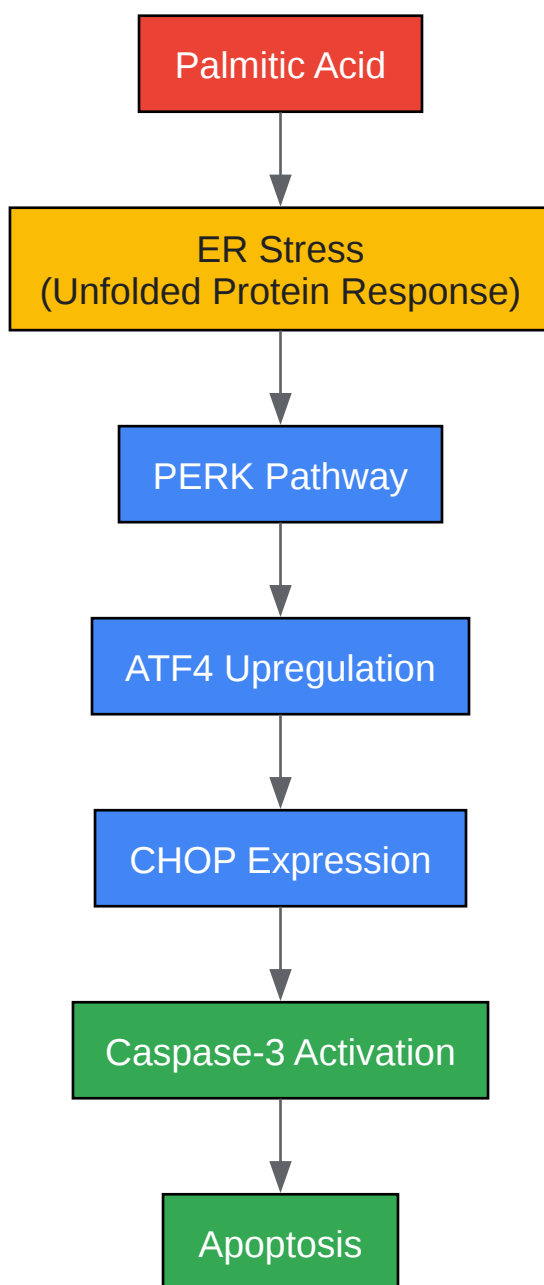 Palmitic Acid
ER Stress
(Unfolded Protein Response)
PERK Pathway
ATF4 Upregulation
CHOP Expression
Caspase-3 Activation
Apoptosis